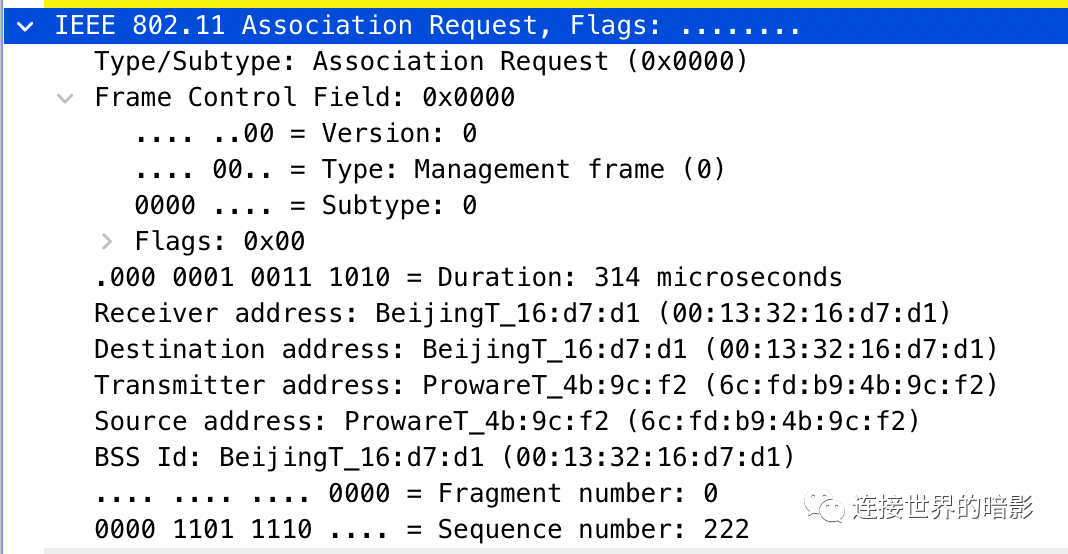 IEEE 802.11 Association Request, Flags: ........
Type/Subtype: Association Request (0x0000)
Frame Control Field: 0x0000
.... ..00 = Version: 0
.... 00.. = Type: Management frame (0)
0000 .... = Subtype: 0
Flags: 0x00
.000 0001 0011 1010 = Duration: 314 microseconds
Receiver address: BeijingT_16:d7:d1 (00:13:32:16:d7:d1)
Destination address: BeijingT_16:d7:d1 (00:13:32:16:d7:d1)
Transmitter address: ProwareT_4b:9c:f2 (6c:fd:b9:4b:9c:f2)
Source address: ProwareT_4b:9c:f2 (6c:fd:b9:4b:9c:f2)
BSS Id: BeijingT_16:d7:d1 (00:13:32:16:d7:d1)
.... .... .... 0000 = Fragment number: 0
0000 1101 1110 .... = Sequence number: 222
连接世界的暗影